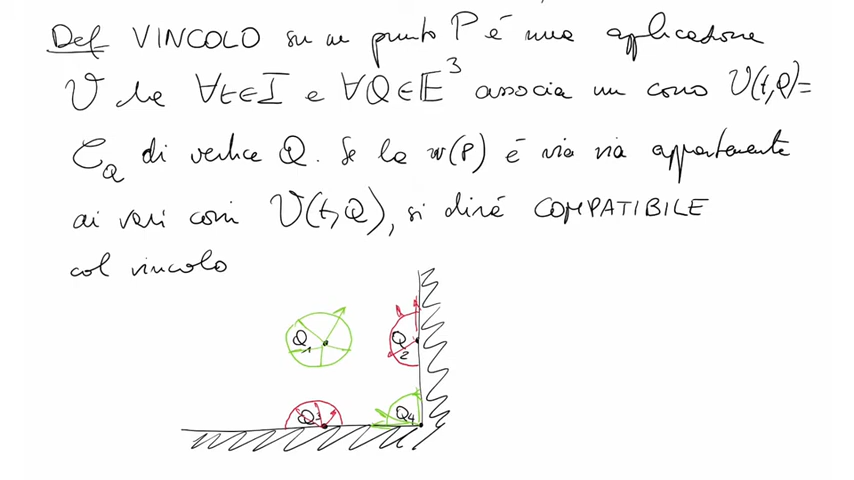 Def VINCOLO su un punto P é una applicazione
V che ∀t∈I e ∀Q∈E³ associa un cono V(t,Q)=
C_Q di vertice Q. Se la w(P) é via via appartenente
ai vari coni V(t,Q), si dirá COMPATIBILE
col vincolo
Q1
Q2
Q3
Q4